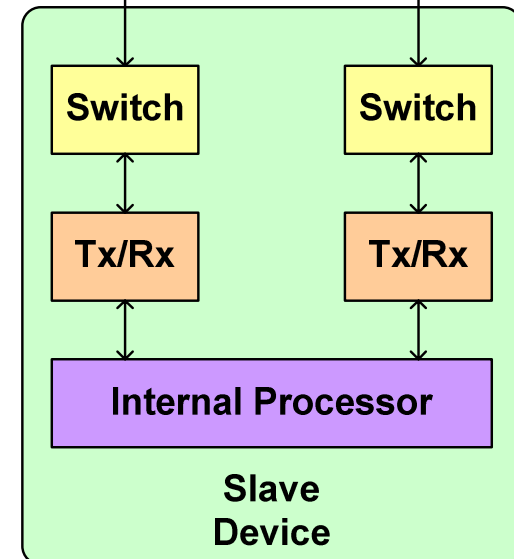 Switch
Switch
Tx/Rx
Tx/Rx
Internal Processor
Slave
Device